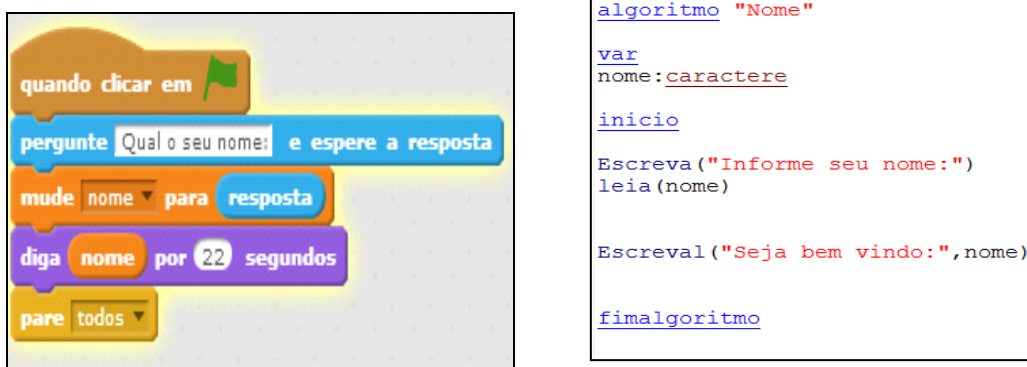 quando clicar em
pergunte Qual o seu nome: e espere a resposta
mude nome para resposta
diga nome por 22 segundos
pare todos
algoritmo "Nome"
var
nome:caractere
inicio
Escreva("Informe seu nome:")
leia(nome)
Escreval("Seja bem vindo:",nome)
fimalgoritmo